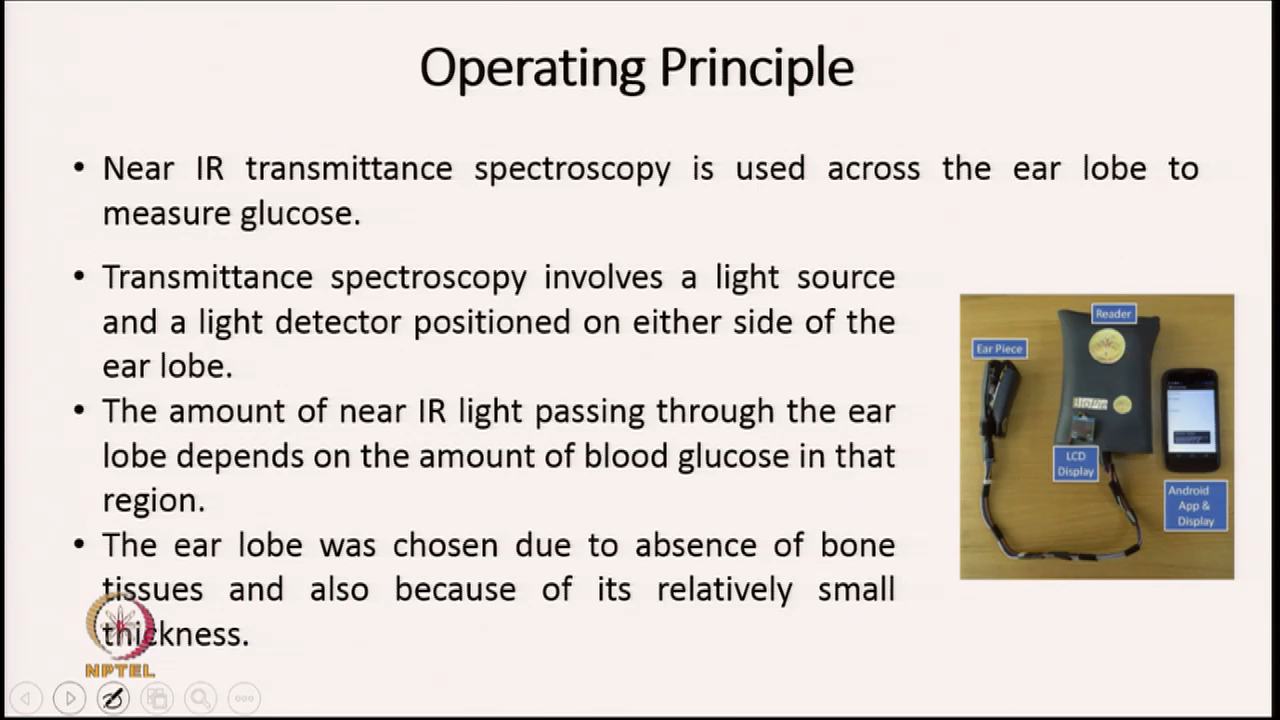 Operating Principle
• Near IR transmittance spectroscopy is used across the ear lobe to
measure glucose.
• Transmittance spectroscopy involves a light source
and a light detector positioned on either side of the
ear lobe.
• The amount of near IR light passing through the ear
lobe depends on the amount of blood glucose in that
region.
• The ear lobe was chosen due to absence of bone
tissues and also because of its relatively small
thickness.
Reader
Ear Piece
LCD
Display
Android
App &
Display
NPTEL